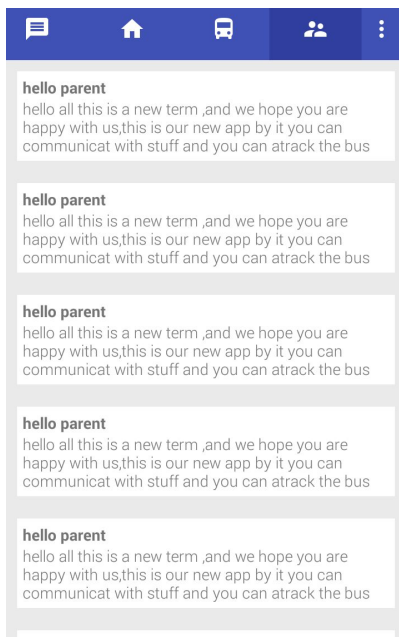 hello parent
hello all this is a new term ,and we hope you are
happy with us,this is our new app by it you can
communicat with stuff and you can atrack the bus
hello parent
hello all this is a new term ,and we hope you are
happy with us,this is our new app by it you can
communicat with stuff and you can atrack the bus
hello parent
hello all this is a new term ,and we hope you are
happy with us,this is our new app by it you can
communicat with stuff and you can atrack the bus
hello parent
hello all this is a new term ,and we hope you are
happy with us,this is our new app by it you can
communicat with stuff and you can atrack the bus
hello parent
hello all this is a new term ,and we hope you are
happy with us,this is our new app by it you can
communicat with stuff and you can atrack the bus